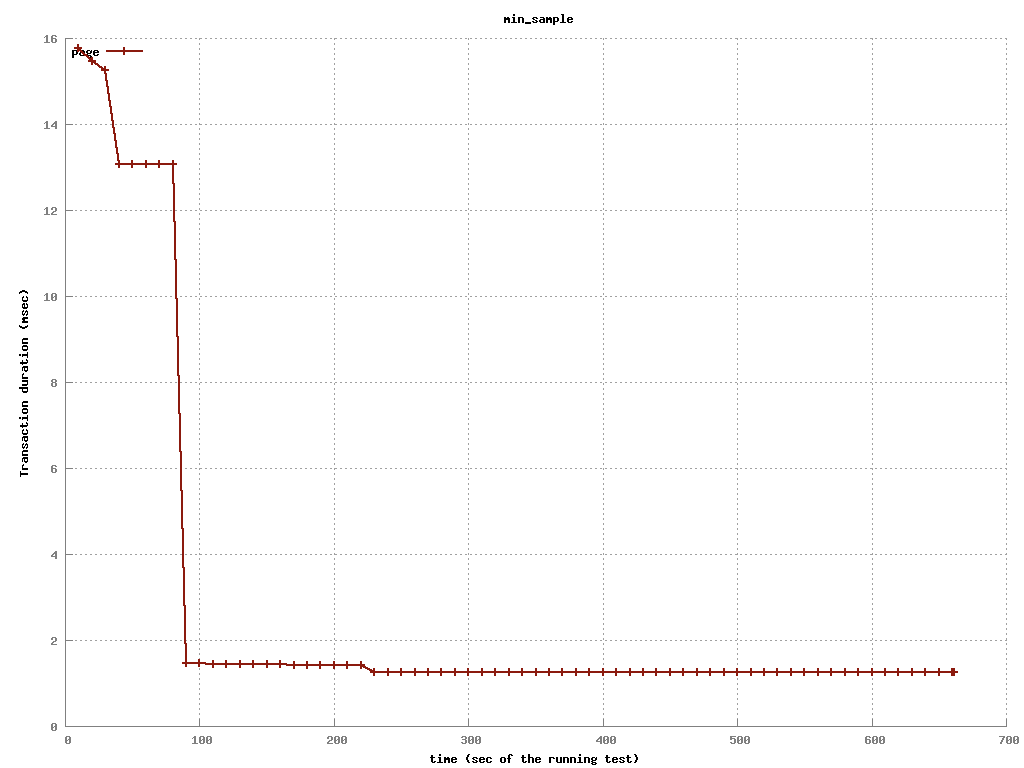 min_sample
page
16
14
12
10
8
6
4
2
0
Transaction duration (msec)
0 100 200 300 400 500 600 700
time (sec of the running test)